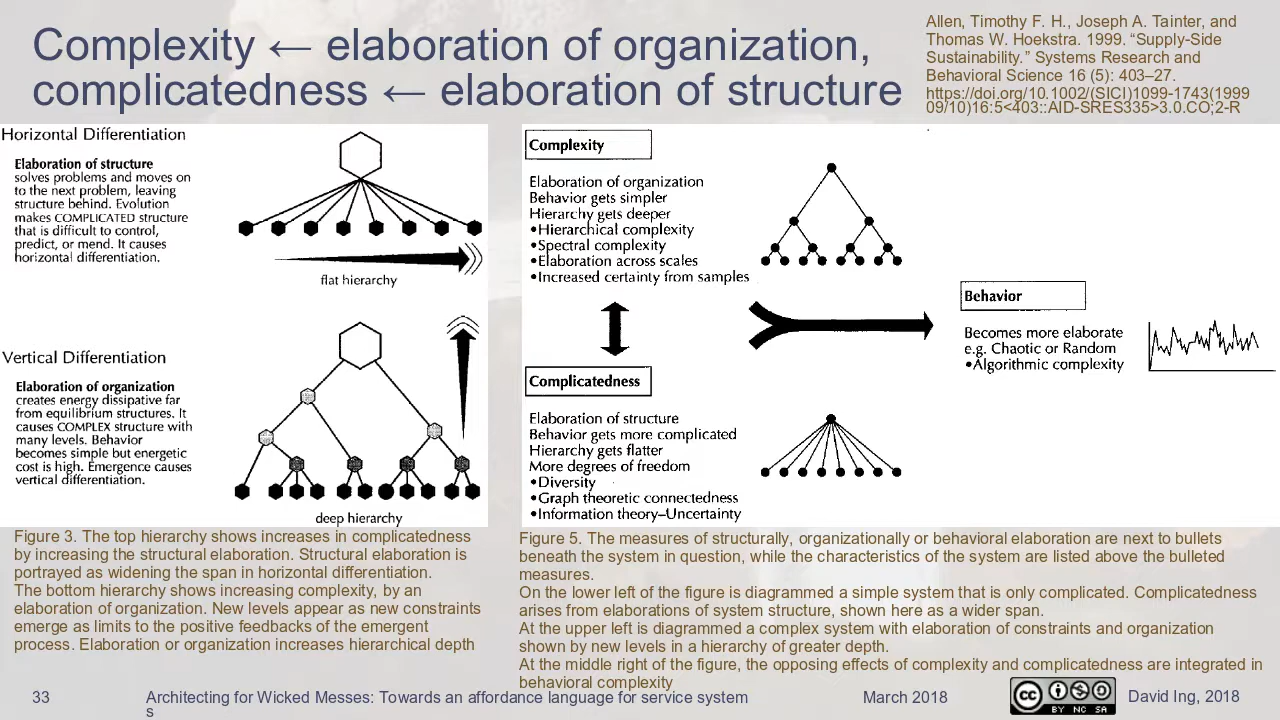 Complexity ← elaboration of organization,
complicatedness ← elaboration of structure
Allen, Timothy F. H., Joseph A. Tainter, and
Thomas W. Hoekstra. 1999. “Supply-Side
Sustainability.” Systems Research and
Behavioral Science 16 (5): 403–27.
https://doi.org/10.1002/(SICI)1099-1743(1999
09/10)16:5<403::AID-SRES335>3.0.CO;2-R
Horizontal Differentiation
Elaboration of structure
solves problems and moves on
to the next problem, leaving
structure behind. Evolution
makes COMPLICATED structure
that is difficult to control,
predict, or mend. It causes
horizontal differentiation.
flat hierarchy
Vertical Differentiation
Elaboration of organization
creates energy dissipative far
from equilibrium structures. It
causes COMPLEX structure with
many levels. Behavior
becomes simple but energetic
cost is high. Emergence causes
vertical differentiation.
deep hierarchy
Complexity
Elaboration of organization
Behavior gets simpler
Hierarchy gets deeper
•Hierarchical complexity
•Spectral complexity
•Elaboration across scales
•Increased certainty from samples
Complicatedness
Elaboration of structure
Behavior gets more complicated
Hierarchy gets flatter
More degrees of freedom
•Diversity
•Graph theoretic connectedness
•Information theory–Uncertainty
Behavior
Becomes more elaborate
e.g. Chaotic or Random
•Algorithmic complexity
Figure 3. The top hierarchy shows increases in complicatedness
by increasing the structural elaboration. Structural elaboration is
portrayed as widening the span in horizontal differentiation.
The bottom hierarchy shows increasing complexity, by an
elaboration of organization. New levels appear as new constraints
emerge as limits to the positive feedbacks of the emergent
process. Elaboration or organization increases hierarchical depth
Figure 5. The measures of structurally, organizationally or behavioral elaboration are next to bullets
beneath the system in question, while the characteristics of the system are listed above the bulleted
measures.
On the lower left of the figure is diagrammed a simple system that is only complicated. Complicatedness
arises from elaborations of system structure, shown here as a wider span.
At the upper left is diagrammed a complex system with elaboration of constraints and organization
shown by new levels in a hierarchy of greater depth.
At the middle right of the figure, the opposing effects of complexity and complicatedness are integrated in
behavioral complexity
33
Architecting for Wicked Messes: Towards an affordance language for service system
s
March 2018
cc
BY NC SA
David Ing, 2018